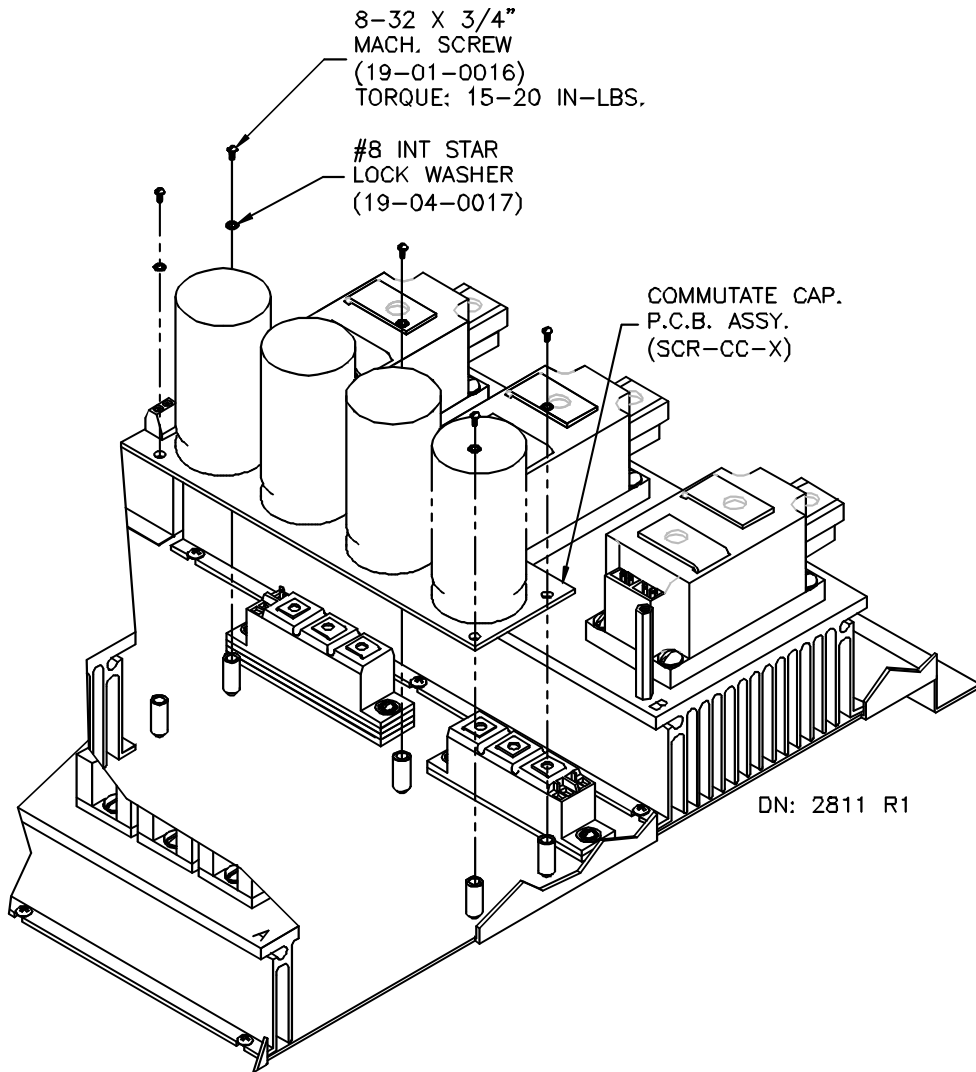 8-32 X 3/4”
MACH. SCREW
(19-01-0016)
TORQUE: 15-20 IN-LBS.
#8 INT STAR
LOCK WASHER
(19-04-0017)
COMMUTATE CAP.
P.C.B. ASSY.
(SCR-CC-X)
B
DN: 2811 R1
A